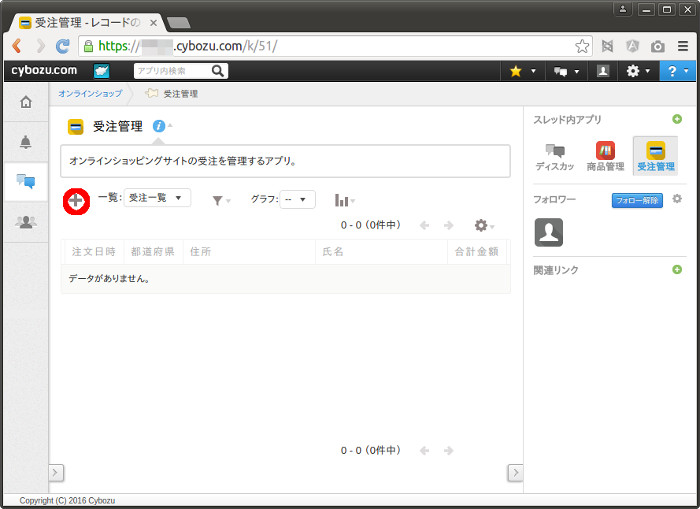 受注管理 - レコードの
https:// .cybozu.com/k/51/
cybozu.com
アプリ内検索
?
オンラインショップ
受注管理
受注管理
i
オンラインショッピングサイトの受注を管理するアプリ。
一覧: 受注一覧
グラフ: --
0 - 0 (0件中)
注文日時 都道府県 住所 氏名 合計金額
データがありません。
0 - 0 (0件中)
スレッド内アプリ
ディスカッ 商品管理 受注管理
フォロワー フォロー解除
関連リンク
Copyright (C) 2016 Cybozu